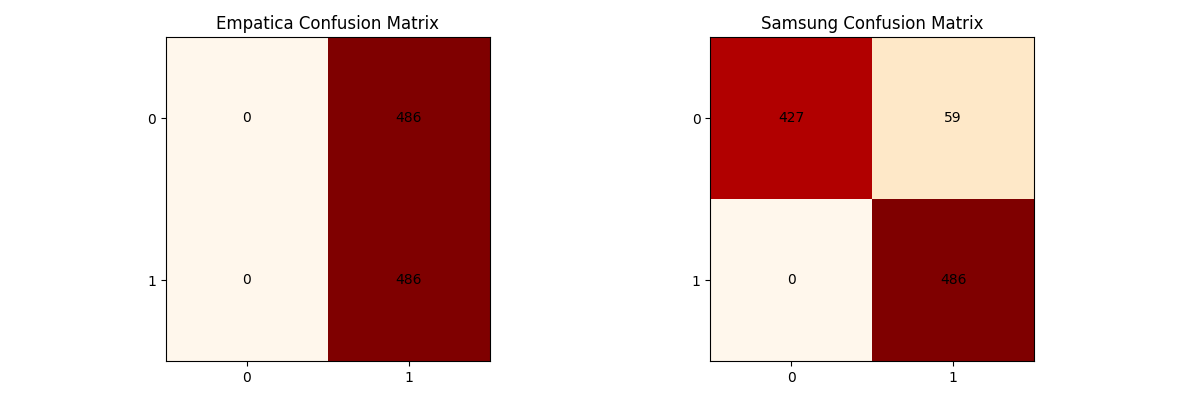 Empatica Confusion Matrix
0 0 486
1 0 486
0 1
Samsung Confusion Matrix
0 427 59
1 0 486
0 1